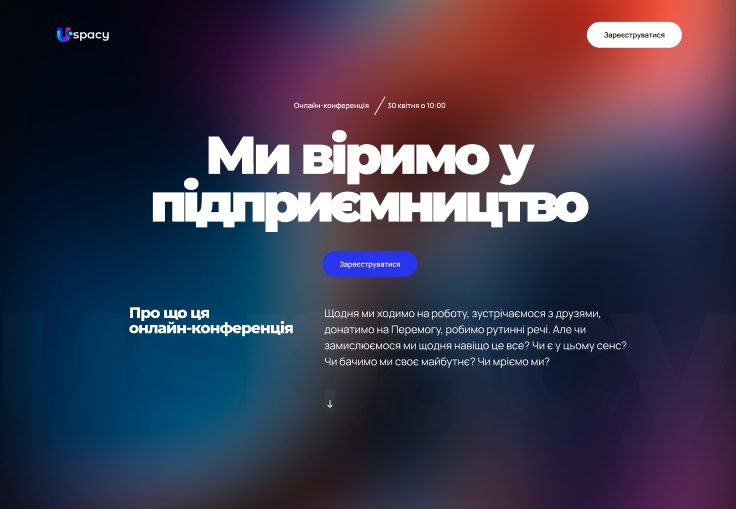 uspacy
Зареєструватися
Онлайн-конференція / 30 квітня о 10:00
Ми віримо у
підприємництво
Зареєструватися
Про що ця
онлайн-конференція
Щодня ми ходимо на роботу, зустрічаємося з друзями,
донатимо на Перемогу, робимо рутинні речі. Але чи
замислюємося ми щодня навіщо це все? Чи є у цьому сенс?
Чи бачимо ми своє майбутнє? Чи мріємо ми?
uspacy